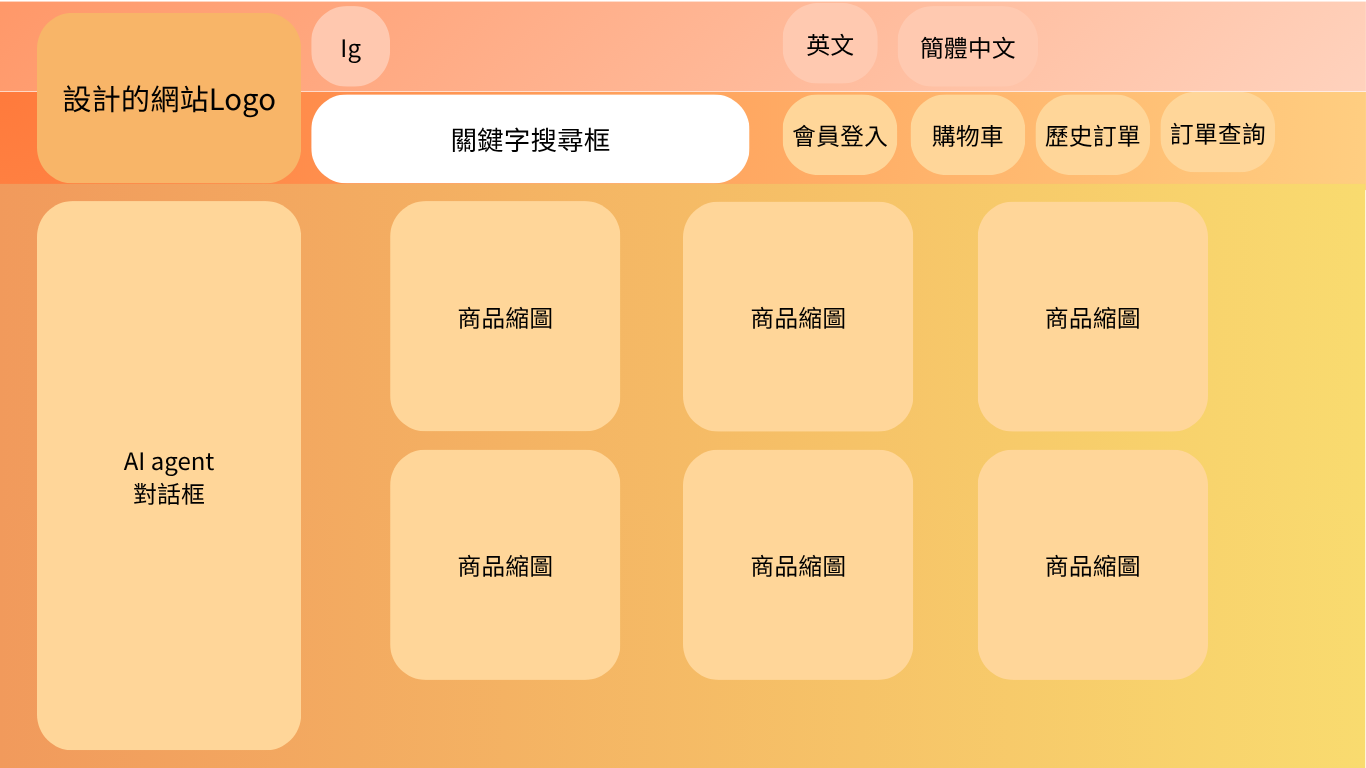 Ig
英文
簡體中文
設計的網站Logo
關鍵字搜尋框
會員登入
購物車
歷史訂單
訂單查詢
AI agent
對話框
商品縮圖
商品縮圖
商品縮圖
商品縮圖
商品縮圖
商品縮圖